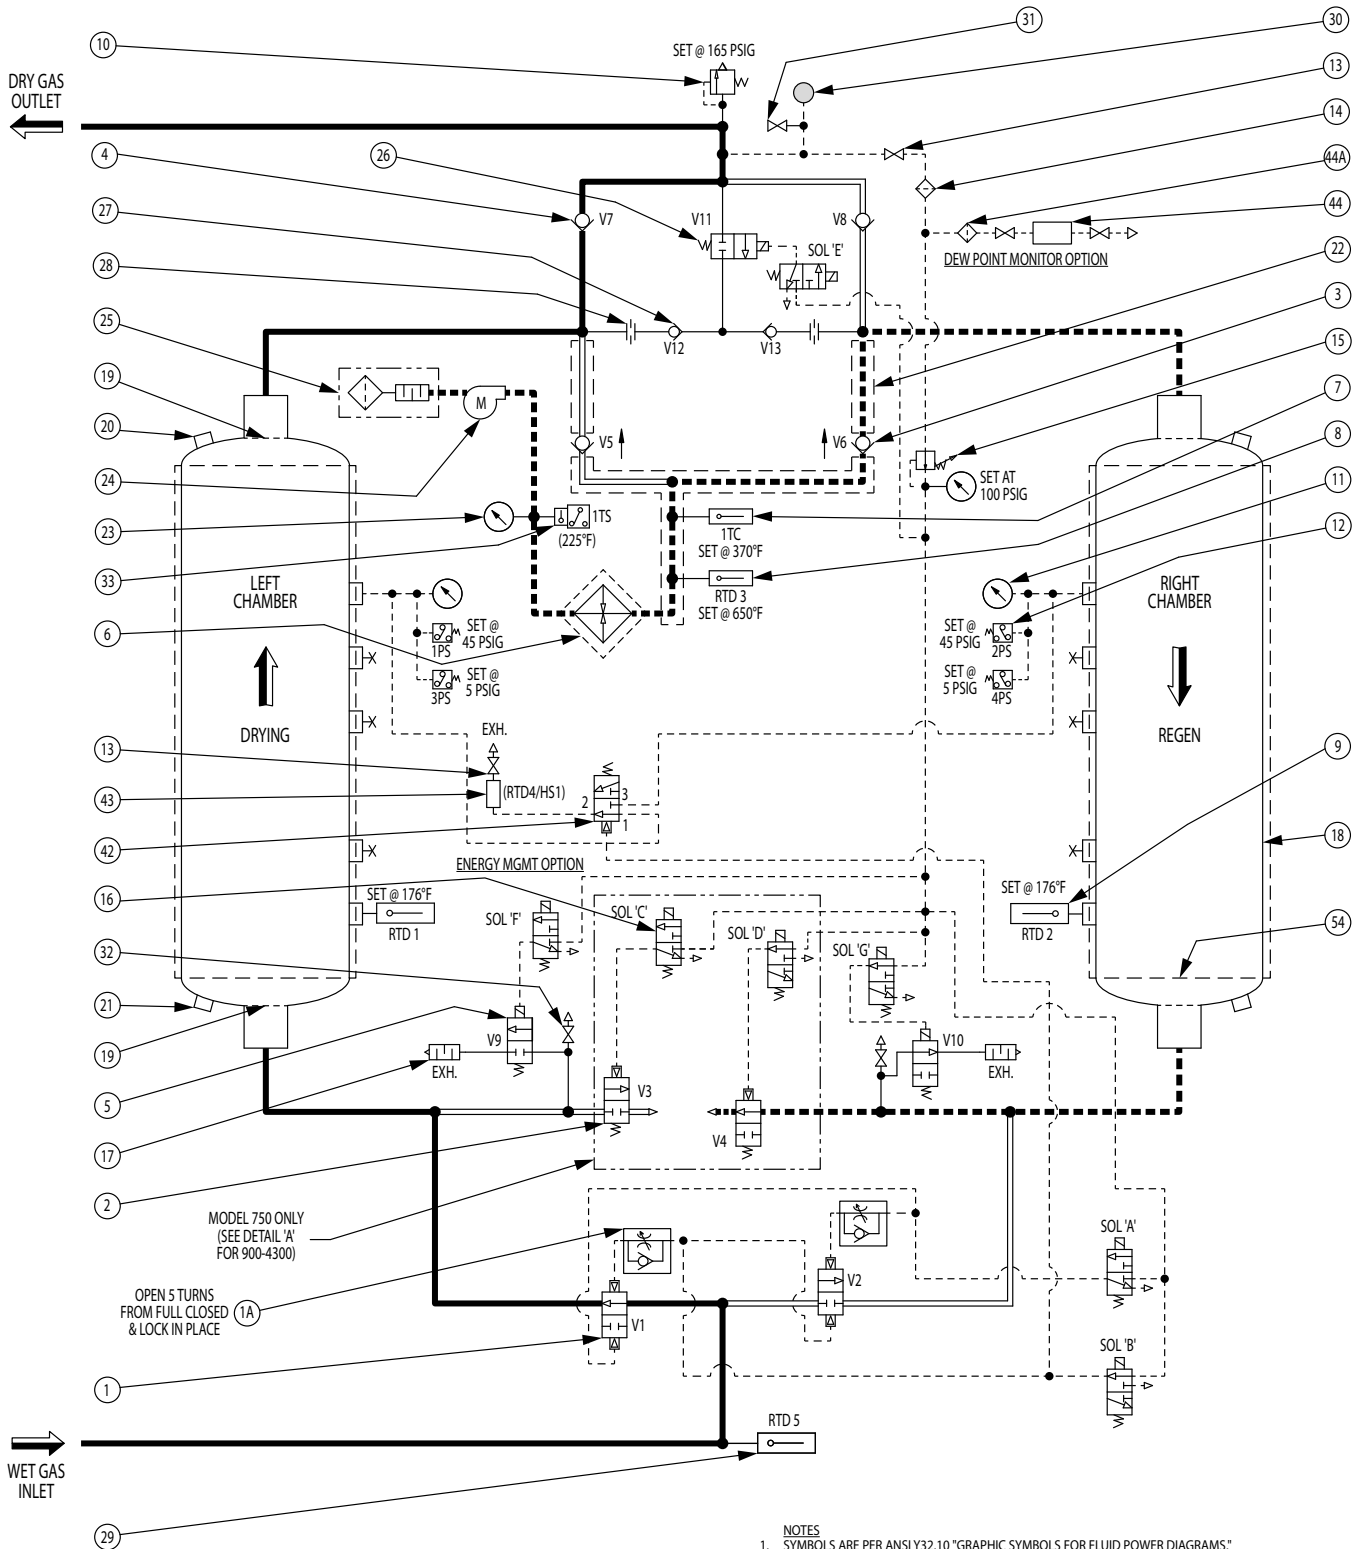 10
SET @ 165 PSIG
31
30
DRY GAS
OUTLET
13
14
4
26
44A
27
V7
V11
V8
44
SOL 'E'
DEW POINT MONITOR OPTION
28
22
25
3
V12
V13
19
15
20
M
7
V5
V6
8
24
SET AT
100 PSIG
11
23
1TS
(225°F)
1TC
SET @ 370°F
12
33
LEFT
CHAMBER
RTD 3
SET @ 650°F
RIGHT
CHAMBER
6
SET @
45 PSIG
1PS
SET @
45 PSIG
2PS
SET @
5 PSIG
3PS
SET @
5 PSIG
4PS
DRYING
REGEN
13
EXH.
9
43
(RTD4/HS1)
2
3
1
42
18
ENERGY MGMT OPTION
16
SET @ 176°F
RTD 1
SOL 'F'
SOL 'C'
SOL 'D'
SOL 'G'
SET @ 176°F
RTD 2
54
32
21
19
V9
EXH.
V10
EXH.
5
V3
V4
17
2
MODEL 750 ONLY
(SEE DETAIL 'A'
FOR 900-4300)
SOL 'A'
OPEN 5 TURNS
FROM FULL CLOSED
& LOCK IN PLACE
1A
V2
V1
SOL 'B'
1
RTD 5
WET GAS
INLET
29
NOTES
1. SYMBOLS ARE PER ANSI,Y32.10 "GRAPHIC SYMBOLS FOR FLUID POWER DIAGRAMS."